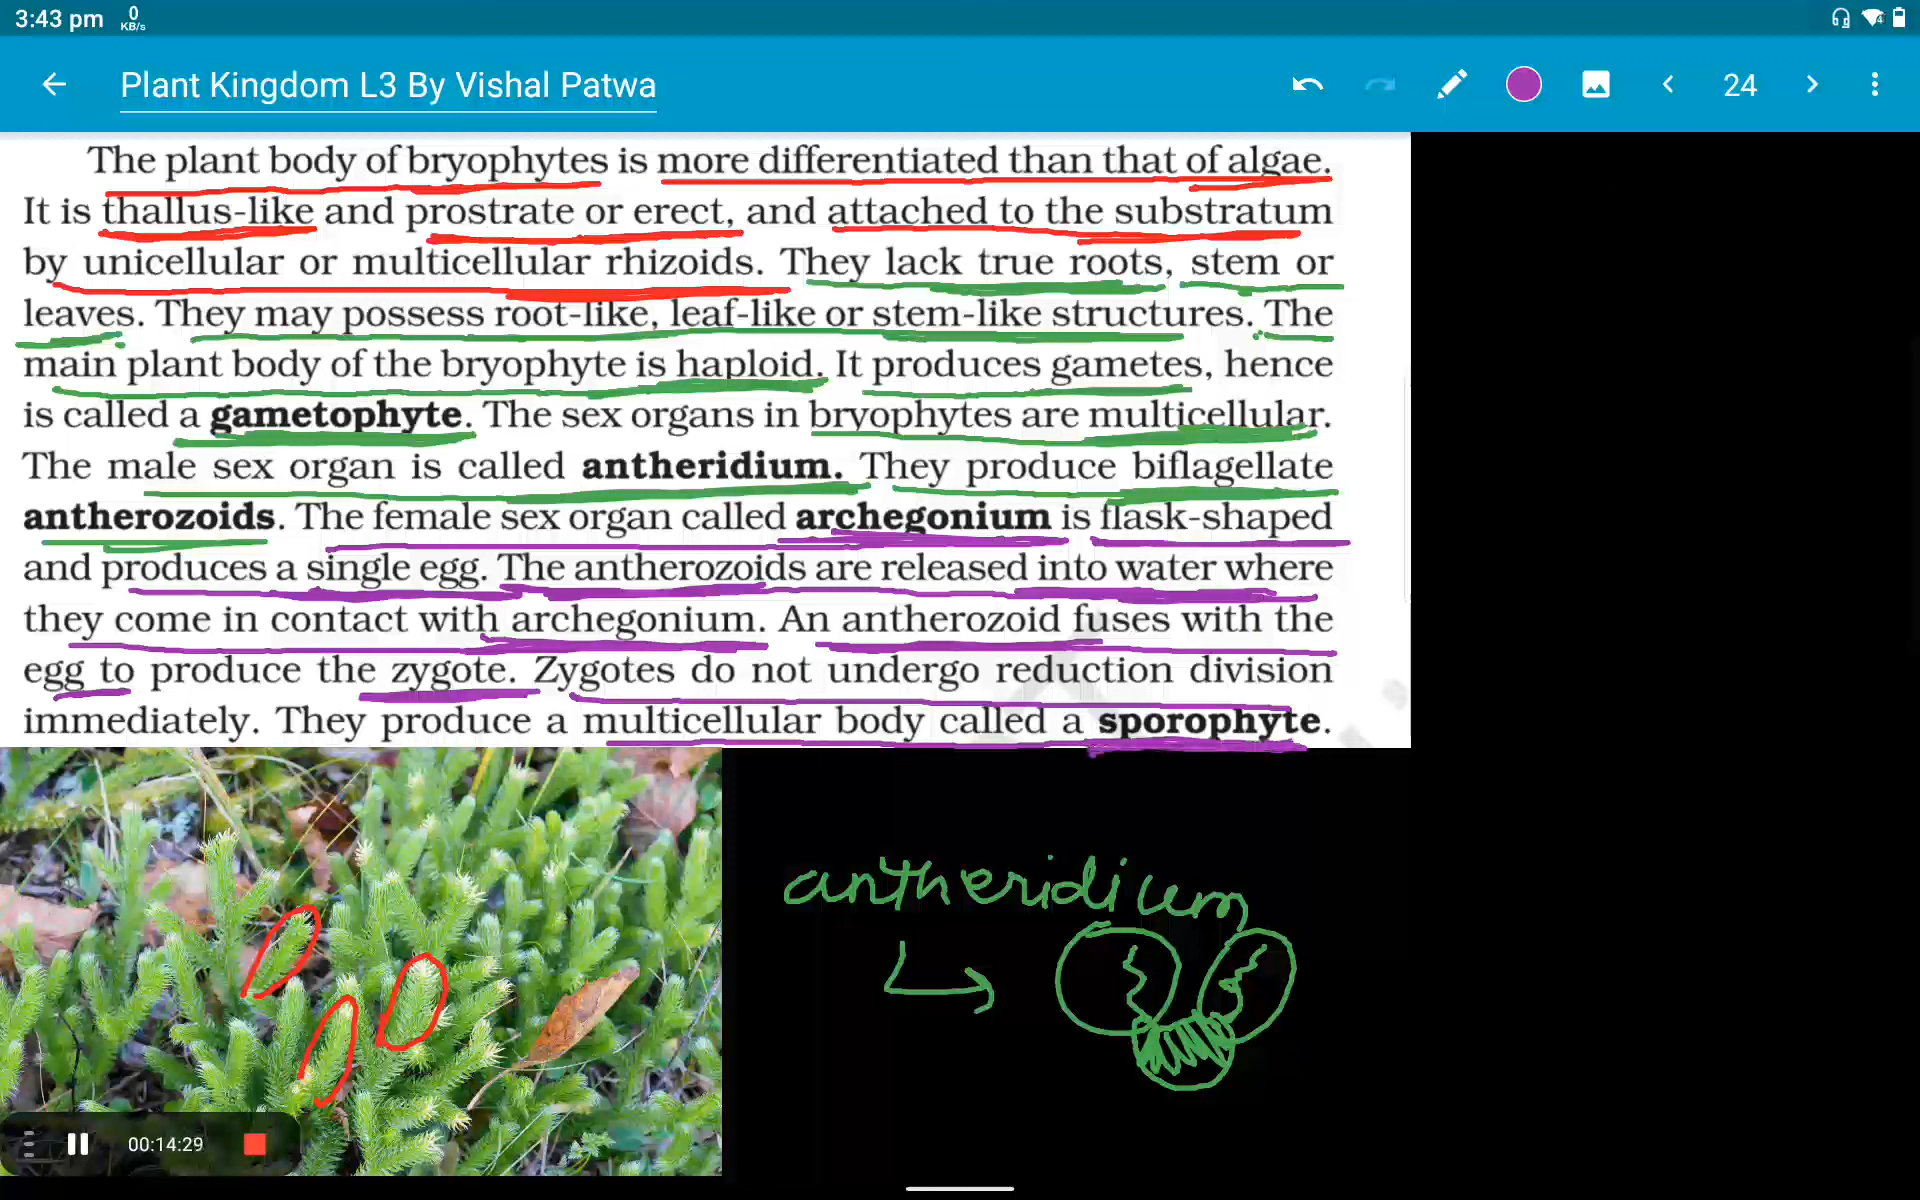 3:43 pm 0 KB/s
Plant Kingdom L3 By Vishal Patwa
24
The plant body of bryophytes is more differentiated than that of algae.
It is thallus-like and prostrate or erect, and attached to the substratum
by unicellular or multicellular rhizoids. They lack true roots, stem or
leaves. They may possess root-like, leaf-like or stem-like structures. The
main plant body of the bryophyte is haploid. It produces gametes, hence
is called a gametophyte. The sex organs in bryophytes are multicellular.
The male sex organ is called antheridium. They produce biflagellate
antherozoids. The female sex organ called archegonium is flask-shaped
and produces a single egg. The antherozoids are released into water where
they come in contact with archegonium. An antherozoid fuses with the
egg to produce the zygote. Zygotes do not undergo reduction division
immediately. They produce a multicellular body called a sporophyte.
antheridium
00:14:29